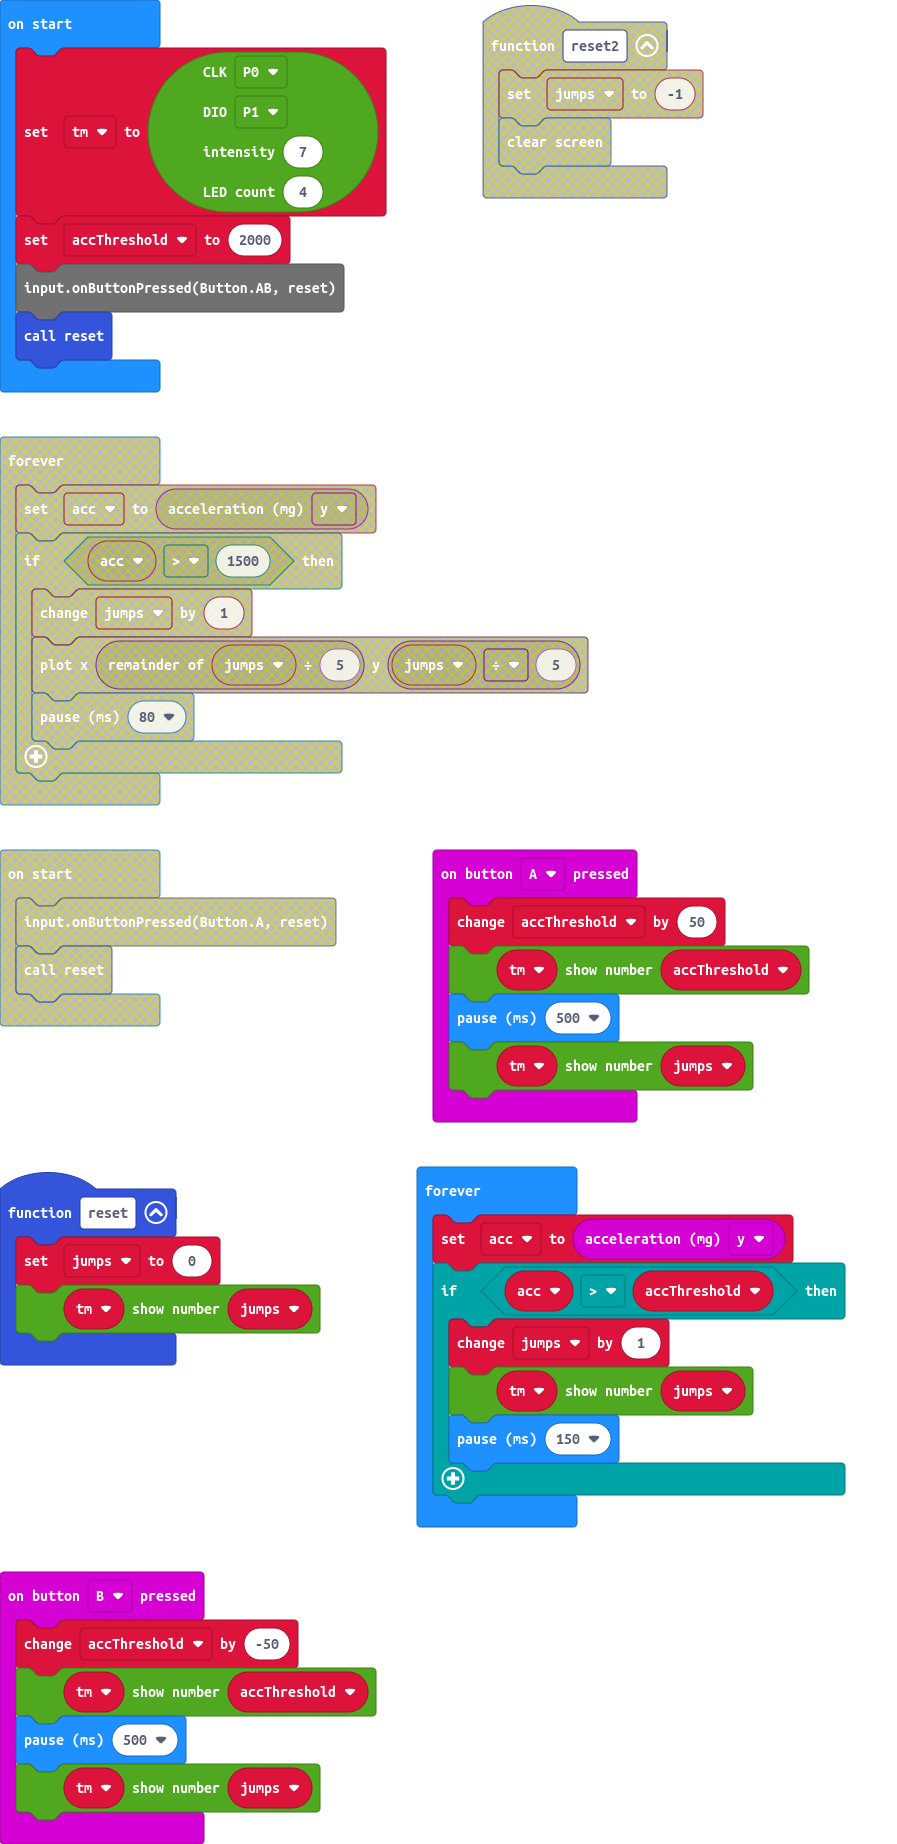 on start
set tm to CLK P0
DIO P1
intensity 7
LED count 4
set accThreshold to 2000
input.onButtonPressed(Button.AB, reset)
call reset
function reset2
set jumps to -1
clear screen
forever
set acc to acceleration (mg) y
if acc > 1500 then
change jumps by 1
plot x remainder of jumps ÷ 5 y jumps ÷ 5
pause (ms) 80
on start
input.onButtonPressed(Button.A, reset)
call reset
on button A pressed
change accThreshold by 50
tm show number accThreshold
pause (ms) 500
tm show number jumps
function reset
set jumps to 0
tm show number jumps
forever
set acc to acceleration (mg) y
if acc > accThreshold then
change jumps by 1
tm show number jumps
pause (ms) 150
on button B pressed
change accThreshold by -50
tm show number accThreshold
pause (ms) 500
tm show number jumps